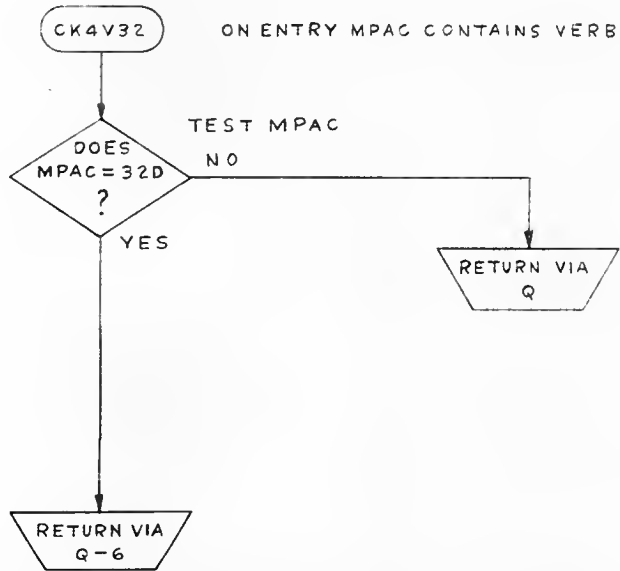 CK4V32
ON ENTRY MPAC CONTAINS VERB
TEST MPAC
DOES
MPAC=32D
?
NO
YES
RETURN VIA
Q
RETURN VIA
Q-6